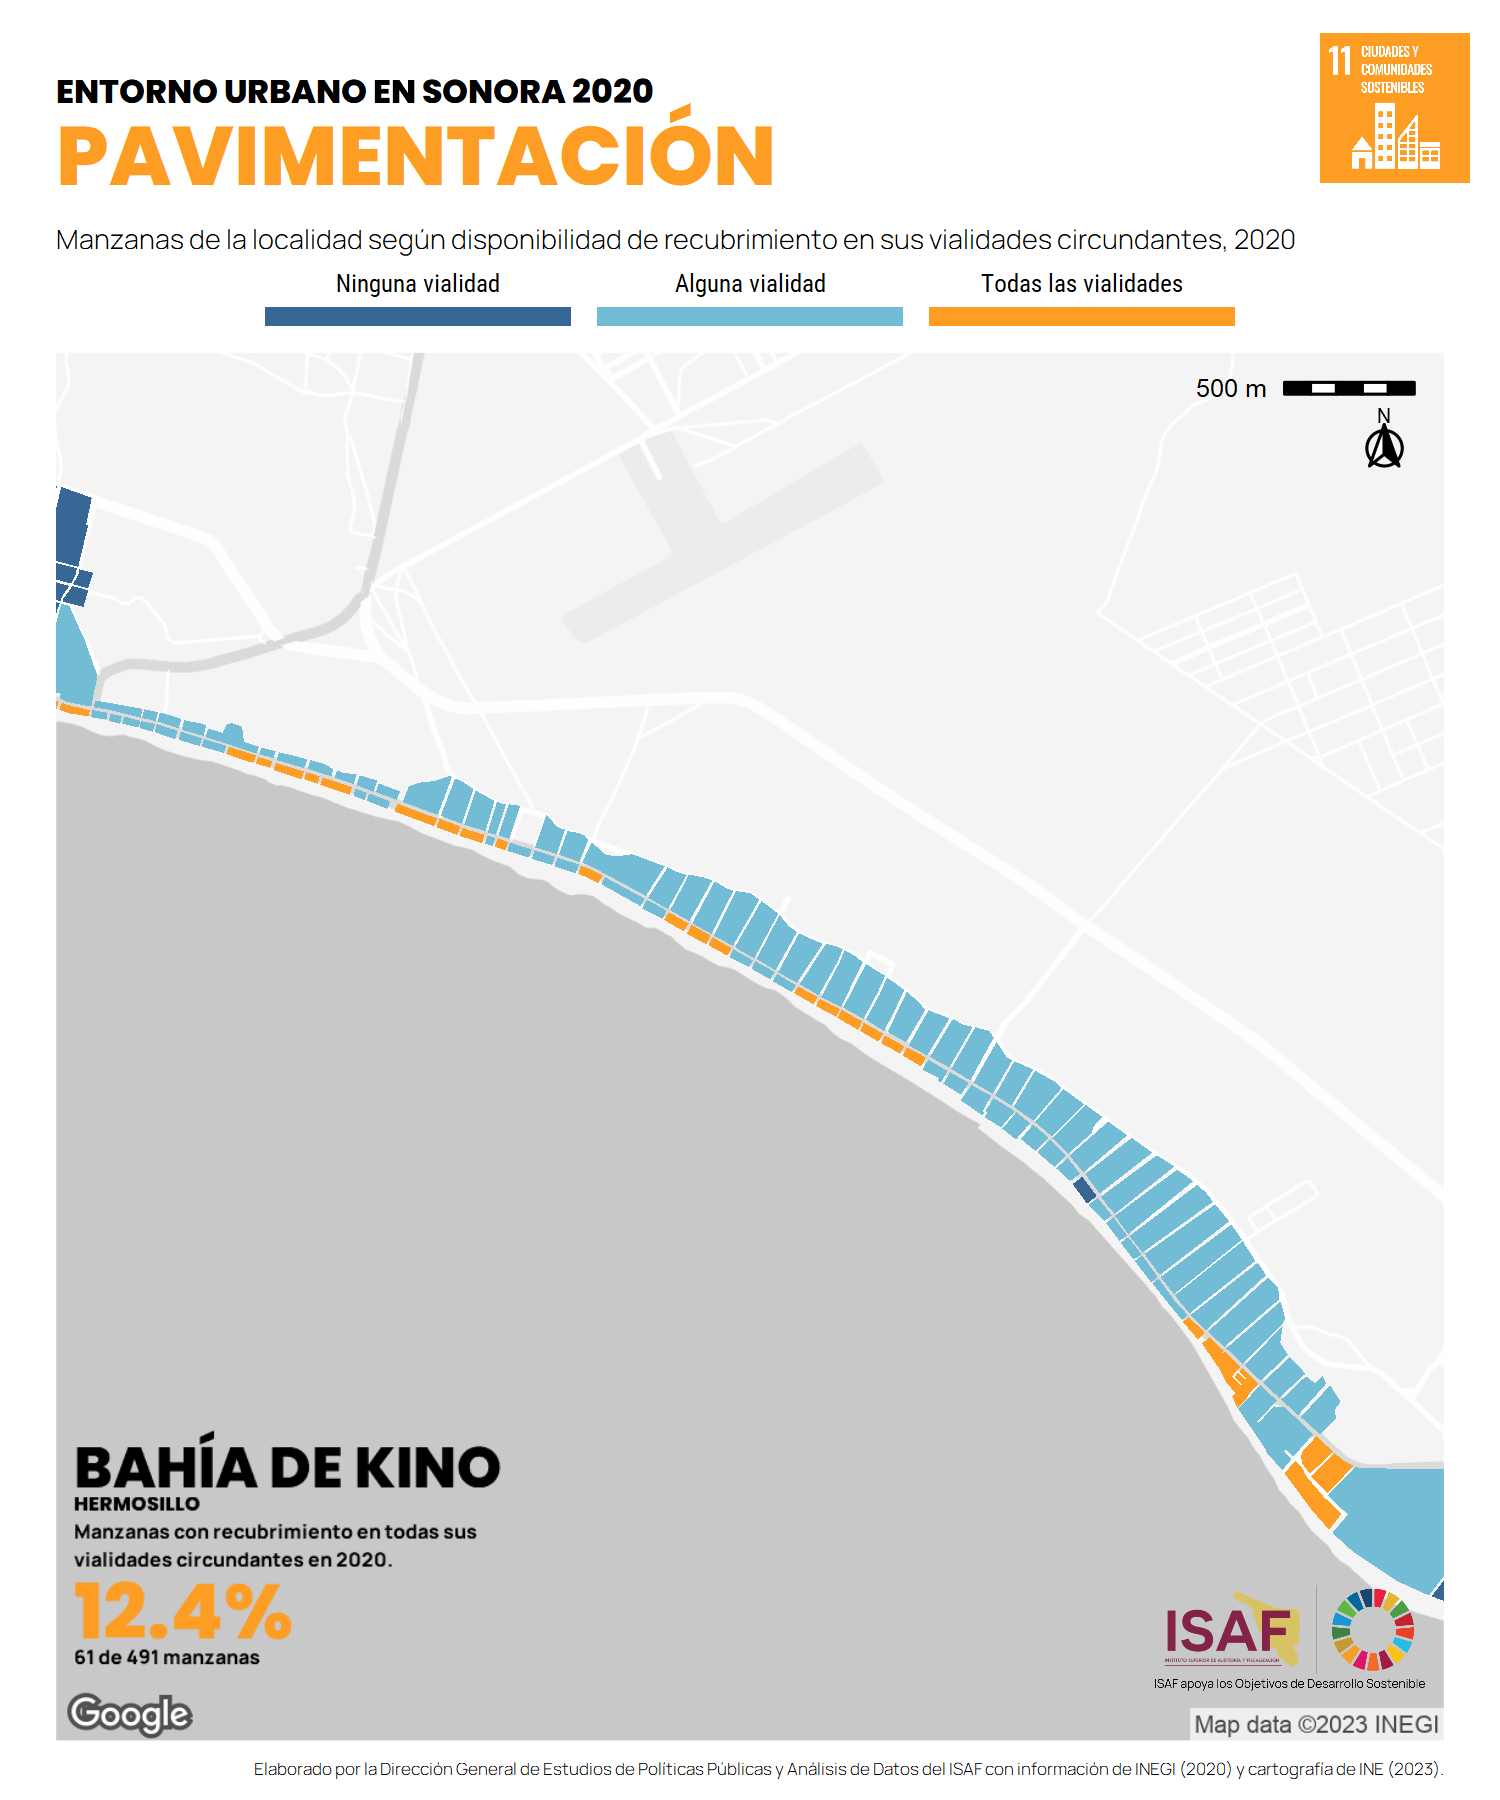 11 CIUDADES Y
COMUNIDADES
SOSTENIBLES
ENTORNO URBANO EN SONORA 2020
PAVIMENTACIÓN
Manzanas de la localidad según disponibilidad de recubrimiento en sus vialidades circundantes, 2020
Ninguna vialidad
Alguna vialidad
Todas las vialidades
500 m
N
BAHÍA DE KINO
HERMOSILLO
Manzanas con recubrimiento en todas sus
vialidades circundantes en 2020.
12.4%
61 de 491 manzanas
ISAF
INSTITUTO SUPERIOR DE AUDITORÍA Y FISCALIZACIÓN
ISAF apoya los Objetivos de Desarrollo Sostenible
Google
Map data ©2023 INEGI
Elaborado por la Dirección General de Estudios de Políticas Públicas y Análisis de Datos del ISAF con información de INEGI (2020) y cartografía de INE (2023).